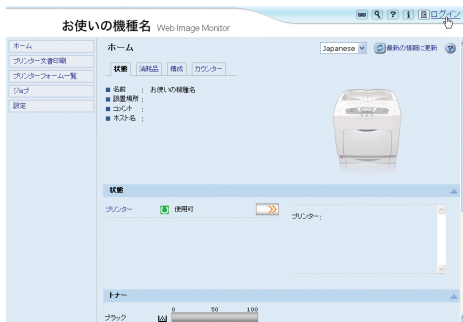 ログイン
お使いの機種名 Web Image Monitor
ホーム
プリンター文書印刷
プリンターフォーム一覧
ジョブ
設定
ホーム
Japanese
最新の情報に更新
状態 消耗品 構成 カウンター
名前 : お使いの機種名
設置場所 :
コメント :
ホスト名 :
状態
プリンター 使用可
プリンター:
トナー
0 50 100
ブラック